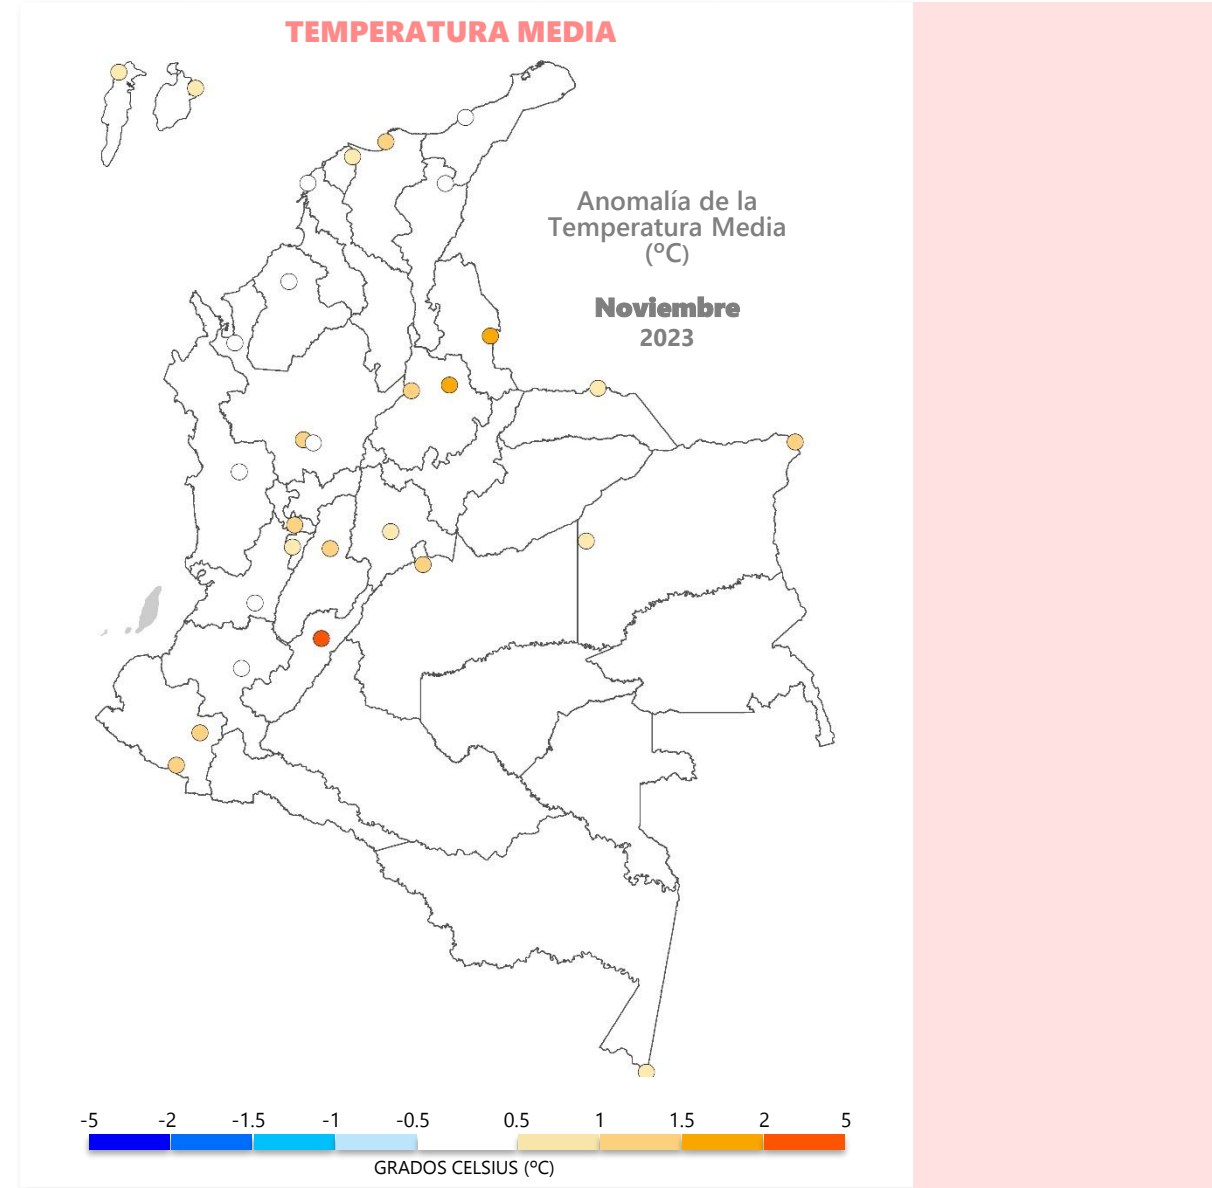 TEMPERATURA MEDIA
Anomalía de la
Temperatura Media
(ºC)
Noviembre
2023
-5 -2 -1.5 -1 -0.5 0.5 1 1.5 2 5
GRADOS CELSIUS (ºC)